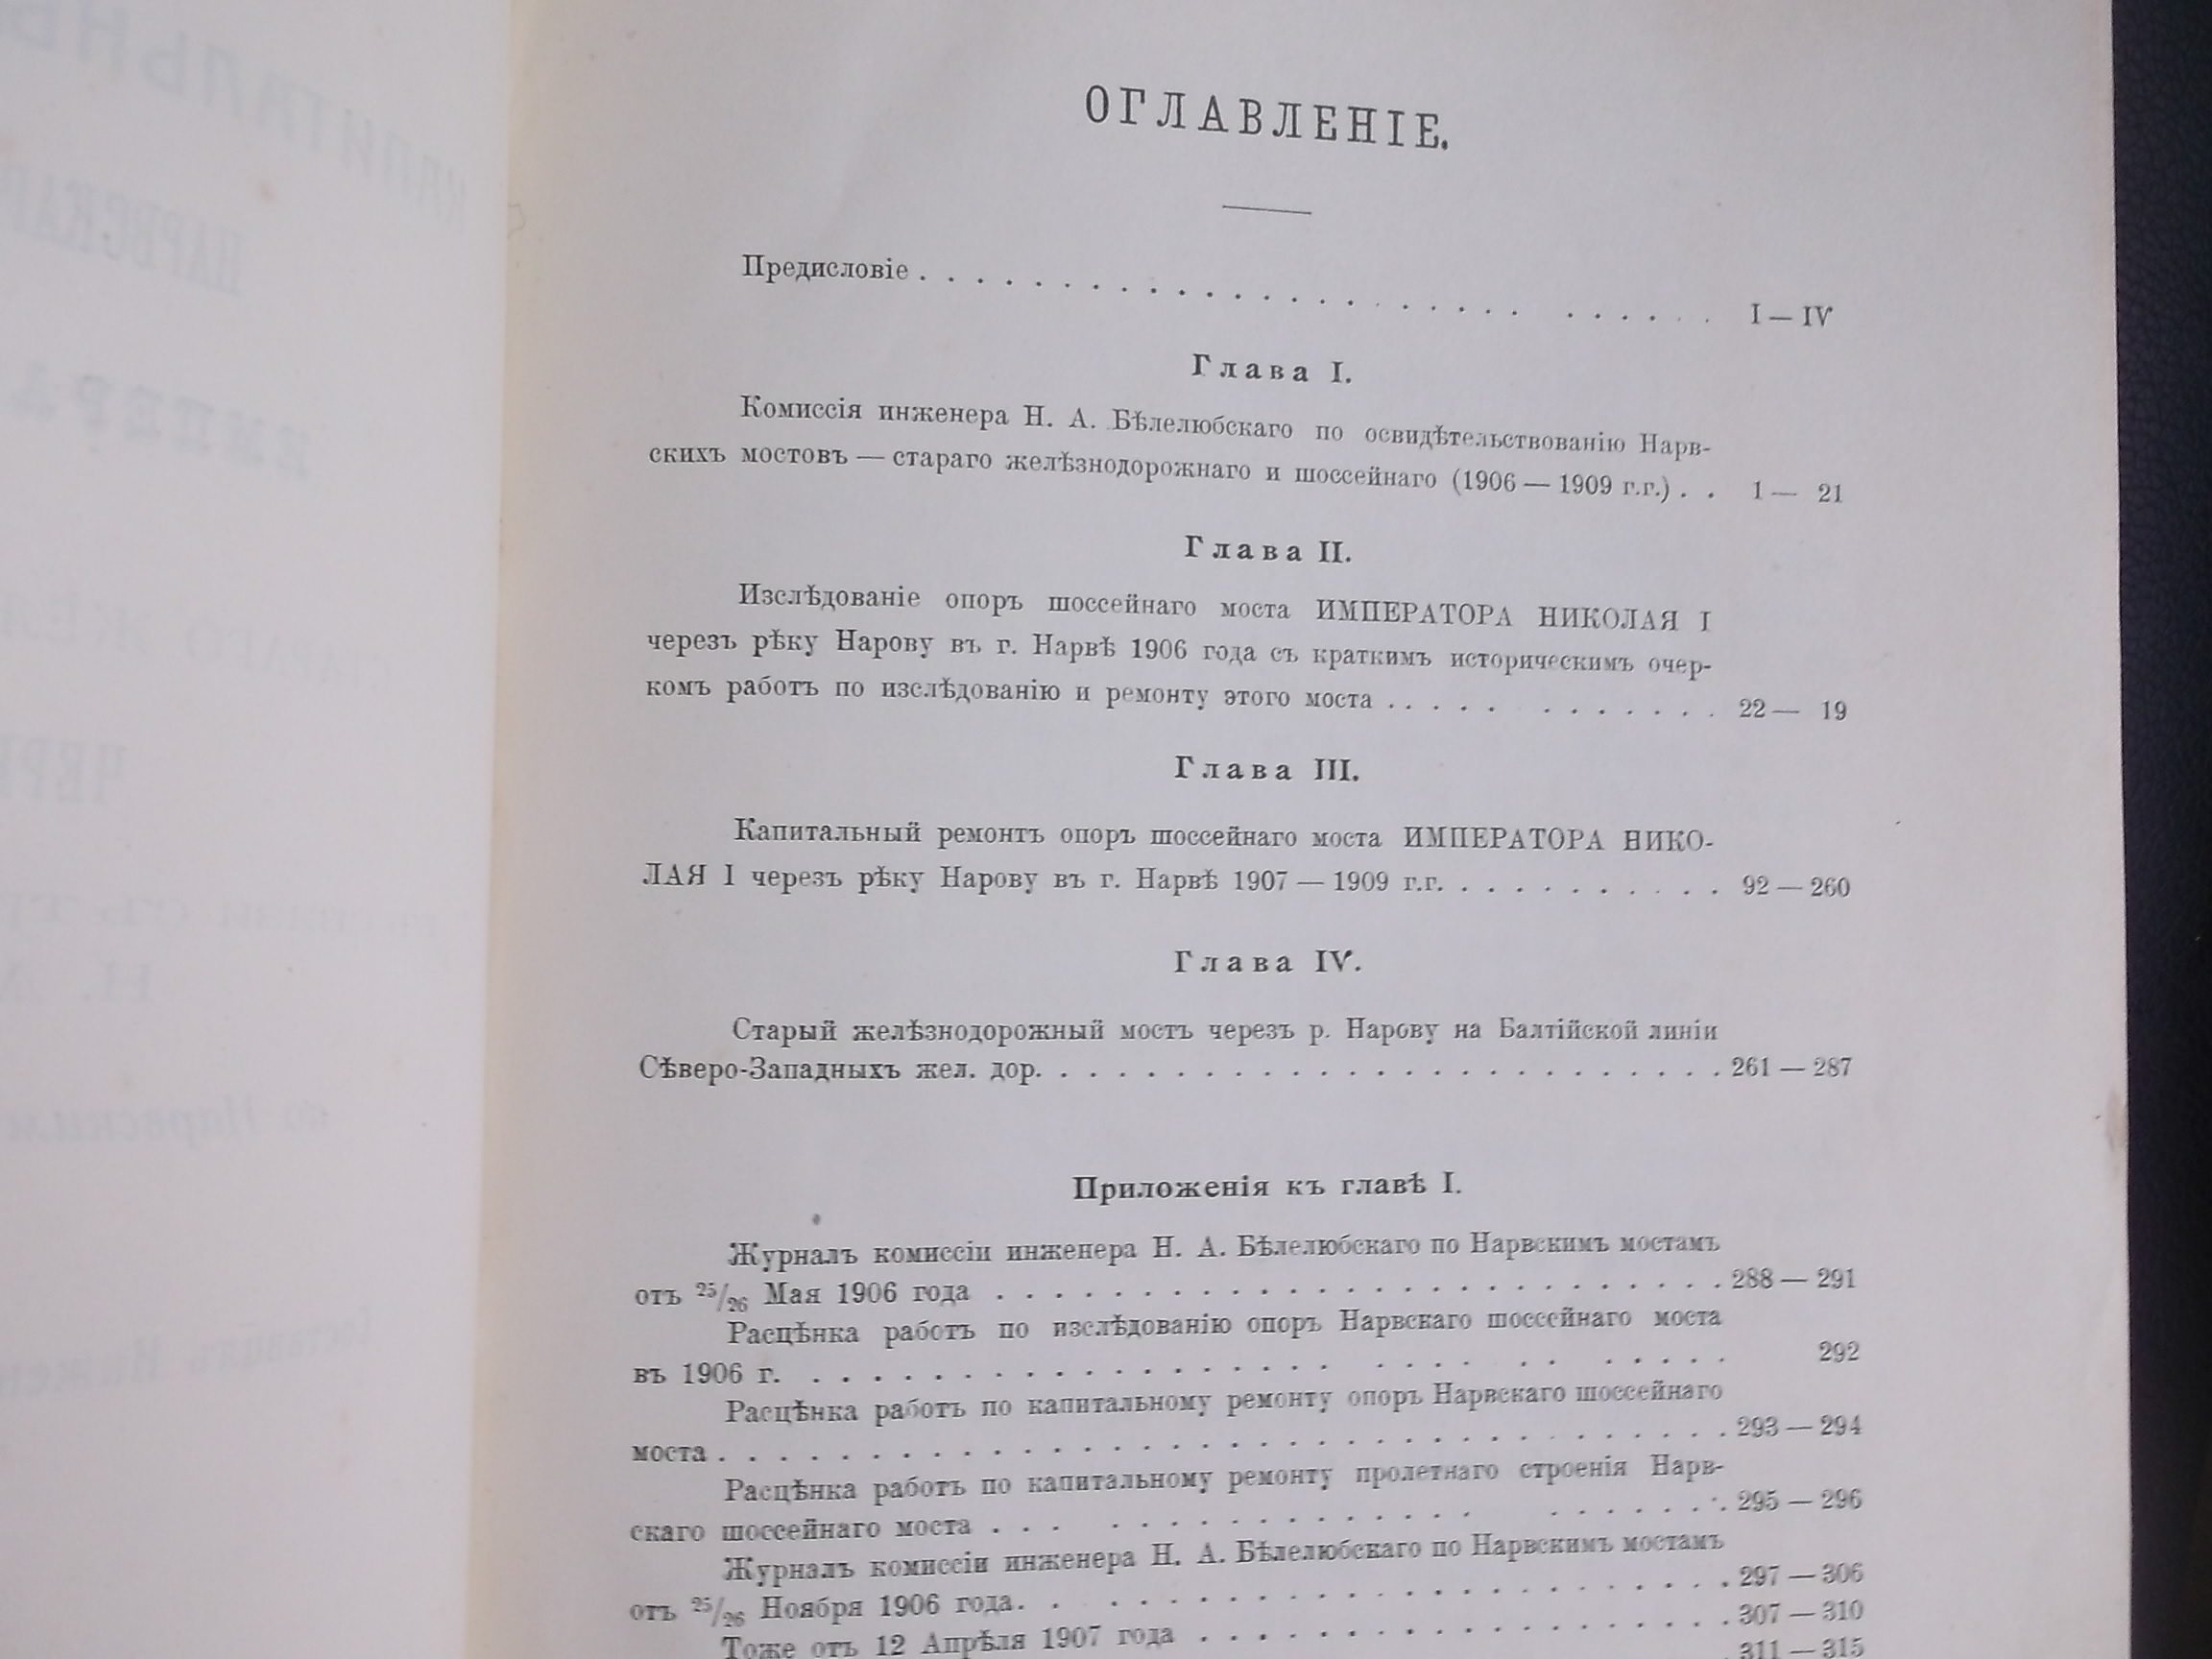 ОГЛАВЛЕНІЕ.
Предисловіе . . . . . . . . . . . . . . . . . . . . . . . . . . . I — IV
Глава I.
Комиссія инженера Н. А. Бѣлелюбскаго по освидѣтельствованію Нарв-
скихъ мостовъ — стараго желѣзнодорожнаго и шоссейнаго (1906 — 1909 г.г.) . . 1 — 21
Глава II.
Изслѣдованіе опоръ шоссейнаго моста ИМПЕРАТОРА НИКОЛАЯ I
черезъ рѣку Нарову въ г. Нарвѣ 1906 года съ краткимъ историческимъ очер-
комъ работъ по изслѣдованію и ремонту этого моста . . . . . . . . . . . . 22 — 19
Глава III.
Капитальный ремонтъ опоръ шоссейнаго моста ИМПЕРАТОРА НИКО-
ЛАЯ I черезъ рѣку Нарову въ г. Нарвѣ 1907 — 1909 г.г. . . . . . . . . . . 92 — 260
Глава IV.
Старый желѣзнодорожный мостъ черезъ р. Нарову на Балтійской линіи
Сѣверо-Западныхъ жел. дор. . . . . . . . . . . . . . . . . . . . . . . . 261 — 287
Приложенія къ главѣ I.
Журналъ комиссіи инженера Н. А. Бѣлелюбскаго по Нарвскимъ мостамъ
отъ 25/26 Мая 1906 года . . . . . . . . . . . . . . . . . . . . . . . . . 288 — 291
Расцѣнка работъ по изслѣдованію опоръ Нарвскаго шоссейнаго моста
въ 1906 г. . . . . . . . . . . . . . . . . . . . . . . . . . . . . 292
Расцѣнка работъ по капитальному ремонту опоръ Нарвскаго шоссейнаго
моста . . . . . . . . . . . . . . . . . . . . . . . . . . . . . . . . . . 293 — 294
Расцѣнка работъ по капитальному ремонту пролетнаго строенія Нарв-
скаго шоссейнаго моста . . . . . . . . . . . . . . . . . . . . . . . 295 — 296
Журналъ комиссіи инженера Н. А. Бѣлелюбскаго по Нарвскимъ мостамъ
отъ 25/26 Ноября 1906 года. . . . . . . . . . . . . . . . . . . . . . . 297 — 306
Тоже отъ 12 Апрѣля 1907 года . . . . . . . . . . . . . . . . . . 307 — 310
311 — 315